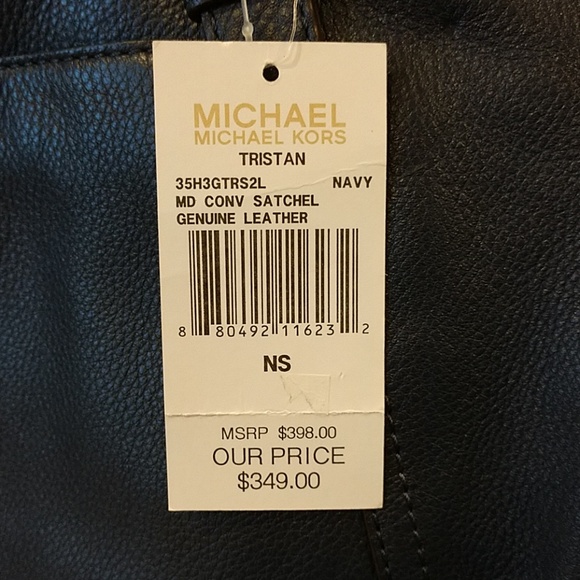 MICHAEL
MICHAEL KORS
TRISTAN
35H3GTRS2L NAVY
MD CONV SATCHEL
GENUINE LEATHER
8 80492 11623 2
NS
MSRP $398.00
OUR PRICE
$349.00